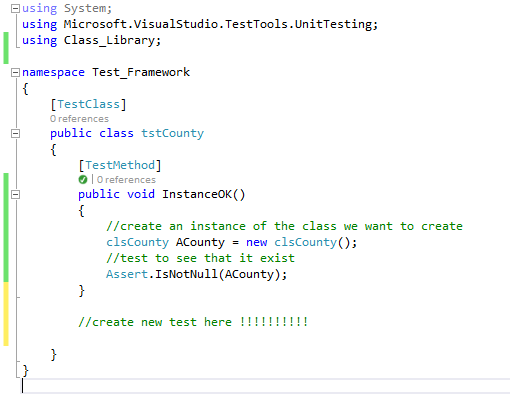 using System;
using Microsoft.VisualStudio.TestTools.UnitTesting;
using Class_Library;
namespace Test_Framework
{
[TestClass]
0 references
public class tstCounty
{
[TestMethod]
| 0 references
public void InstanceOK()
{
//create an instance of the class we want to create
clsCounty ACounty = new clsCounty();
//test to see that it exist
Assert.IsNotNull(ACounty);
}
//create new test here !!!!!!!!!!
}
}